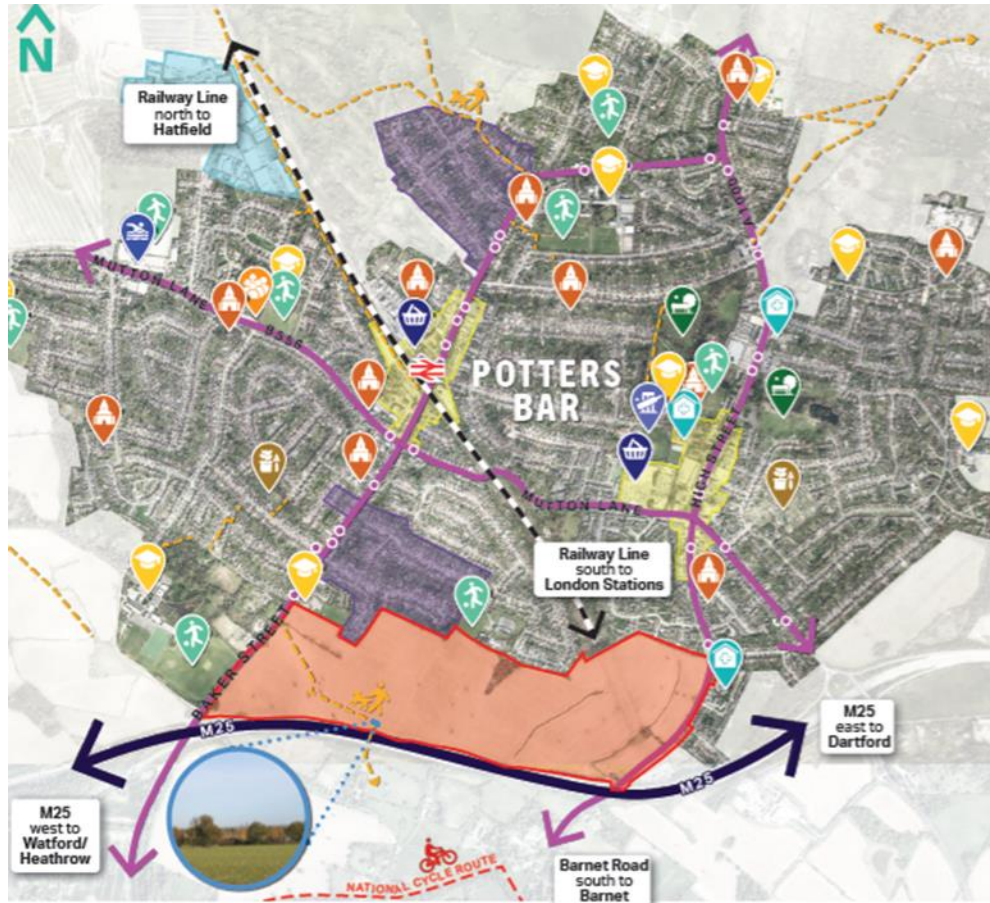 N
Railway Line
north to
Hatfield
A1000
MUTTON LANE
B556
POTTERS
BAR
HIGH STREET
MUTTON LANE
Railway Line
south to
London Stations
BAKER STREET
M25
M25
M25
east to
Dartford
M25
west to
Watford/
Heathrow
NATIONAL CYCLE ROUTE
Barnet Road
south to
Barnet